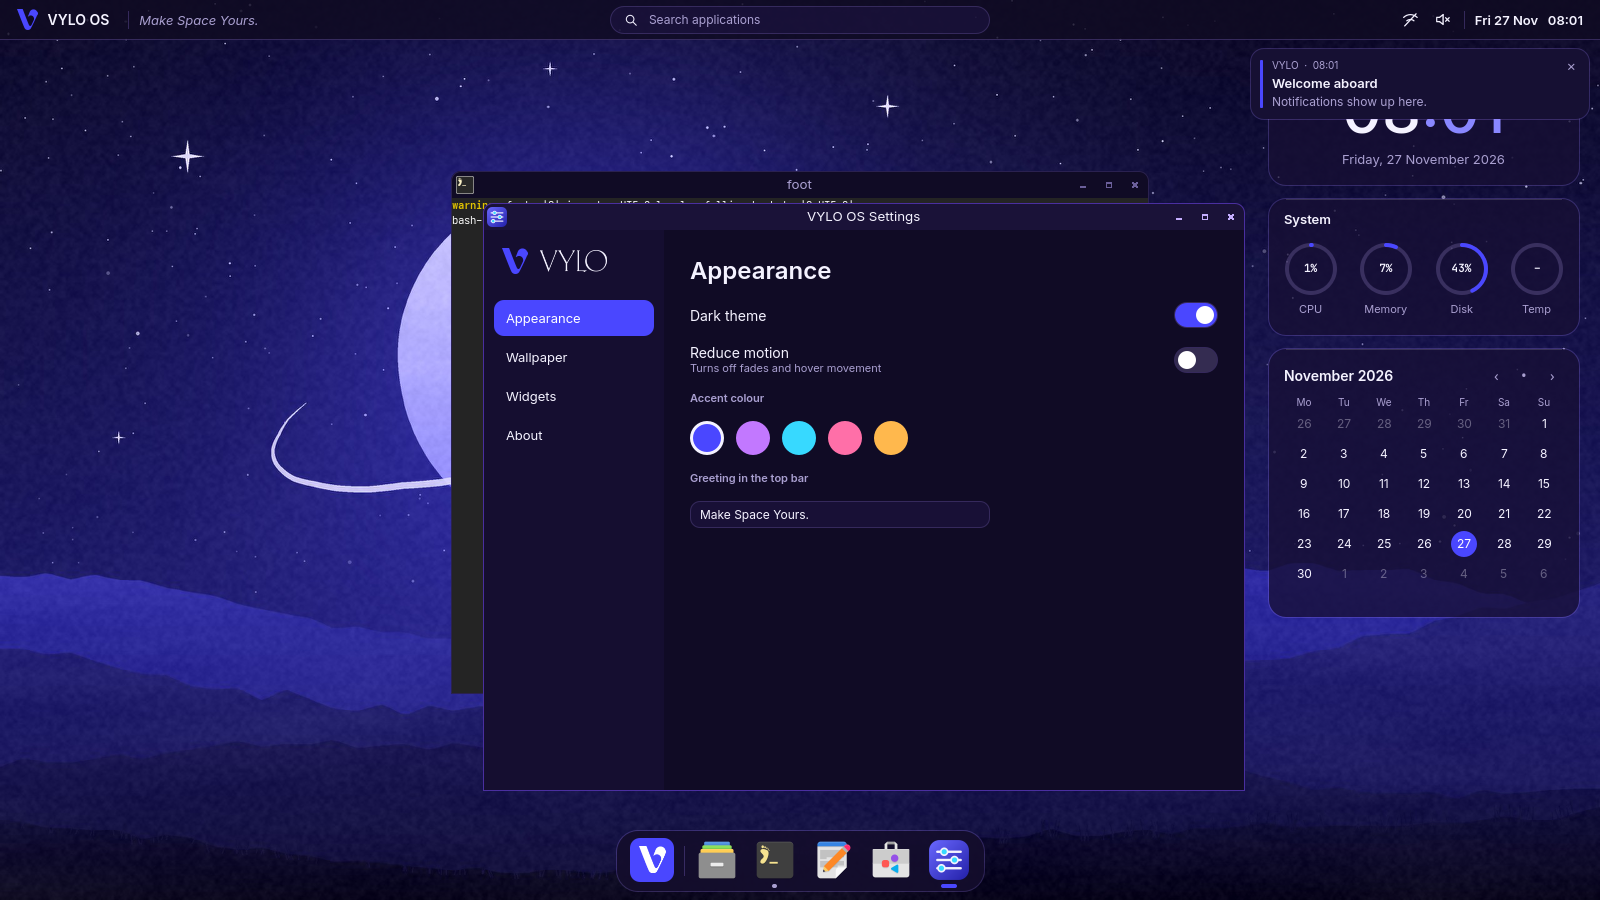 VYLO OS
Make Space Yours.
Search applications
Fri 27 Nov 08:01
VYLO · 08:01
Welcome aboard
Notifications show up here.
Friday, 27 November 2026
foot
warnin
bash-
VYLO OS Settings
VYLO
Appearance
Wallpaper
Widgets
About
Appearance
Dark theme
Reduce motion
Turns off fades and hover movement
Accent colour
Greeting in the top bar
Make Space Yours.
System
1% 7% 43% –
CPU Memory Disk Temp
November 2026
Mo Tu We Th Fr Sa Su
26 27 28 29 30 31 1
2 3 4 5 6 7 8
9 10 11 12 13 14 15
16 17 18 19 20 21 22
23 24 25 26 27 28 29
30 1 2 3 4 5 6